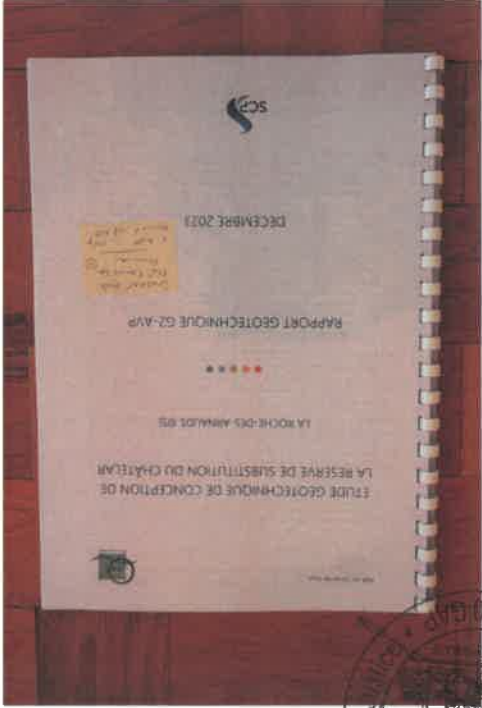 ETUDE GEOTECHNIQUE DE CONCEPTION DE
LA RESERVE DE SUBSTITUTION DU CHÂTELAR
LA ROCHE-DES-ARNAUDS (05)
RAPPORT GEOTECHNIQUE G2-AVP
DECEMBRE 2023
SCP